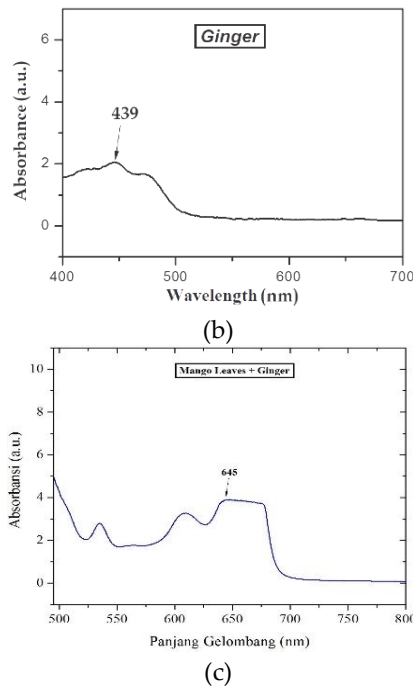 Ginger
439
Absorbance (a.u.)
6
4
2
0
400
500
600
700
Wavelength (nm)
(b)
Mango Leaves + Ginger
645
Absorbansi (a.u.)
10
8
6
4
2
0
500
550
600
650
700
750
800
Panjang Gelombang (nm)
(c)